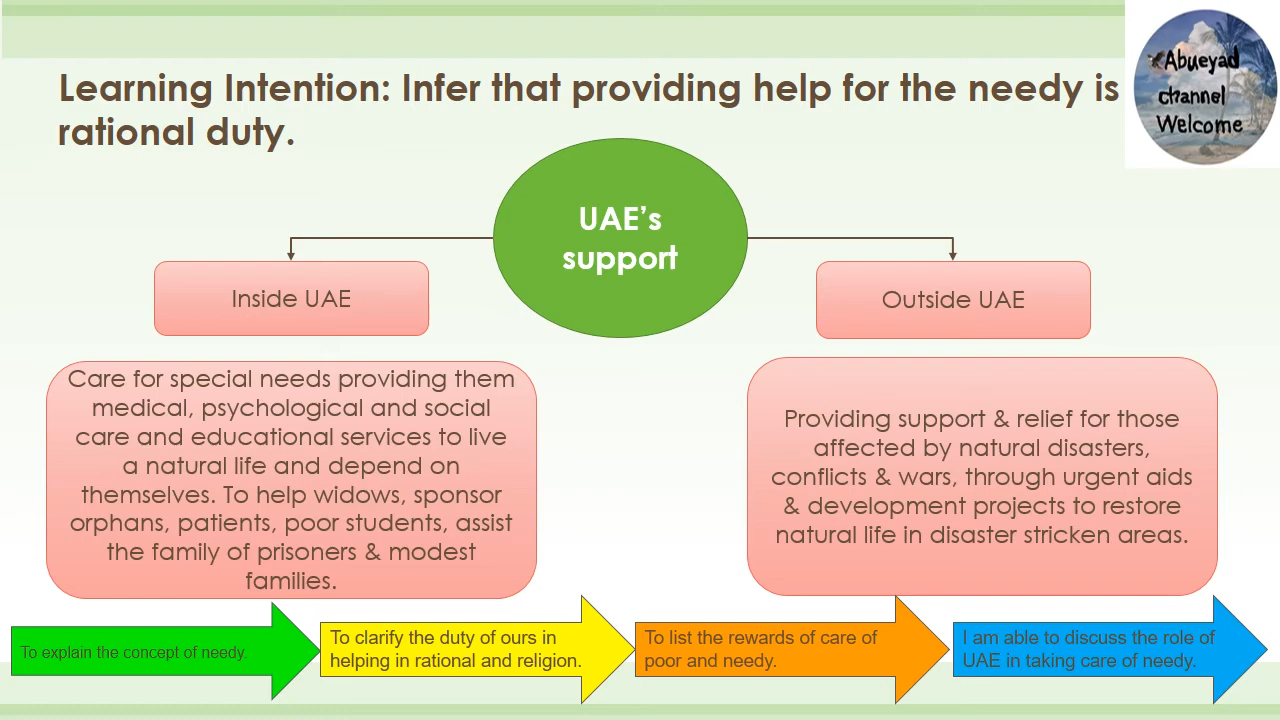 Learning Intention: Infer that providing help for the needy is
rational duty.
Abueyad
channel
Welcome
UAE’s
support
Inside UAE
Outside UAE
Care for special needs providing them
medical, psychological and social
care and educational services to live
a natural life and depend on
themselves. To help widows, sponsor
orphans, patients, poor students, assist
the family of prisoners & modest
families.
Providing support & relief for those
affected by natural disasters,
conflicts & wars, through urgent aids
& development projects to restore
natural life in disaster stricken areas.
To explain the concept of needy.
To clarify the duty of ours in
helping in rational and religion.
To list the rewards of care of
poor and needy.
I am able to discuss the role of
UAE in taking care of needy.